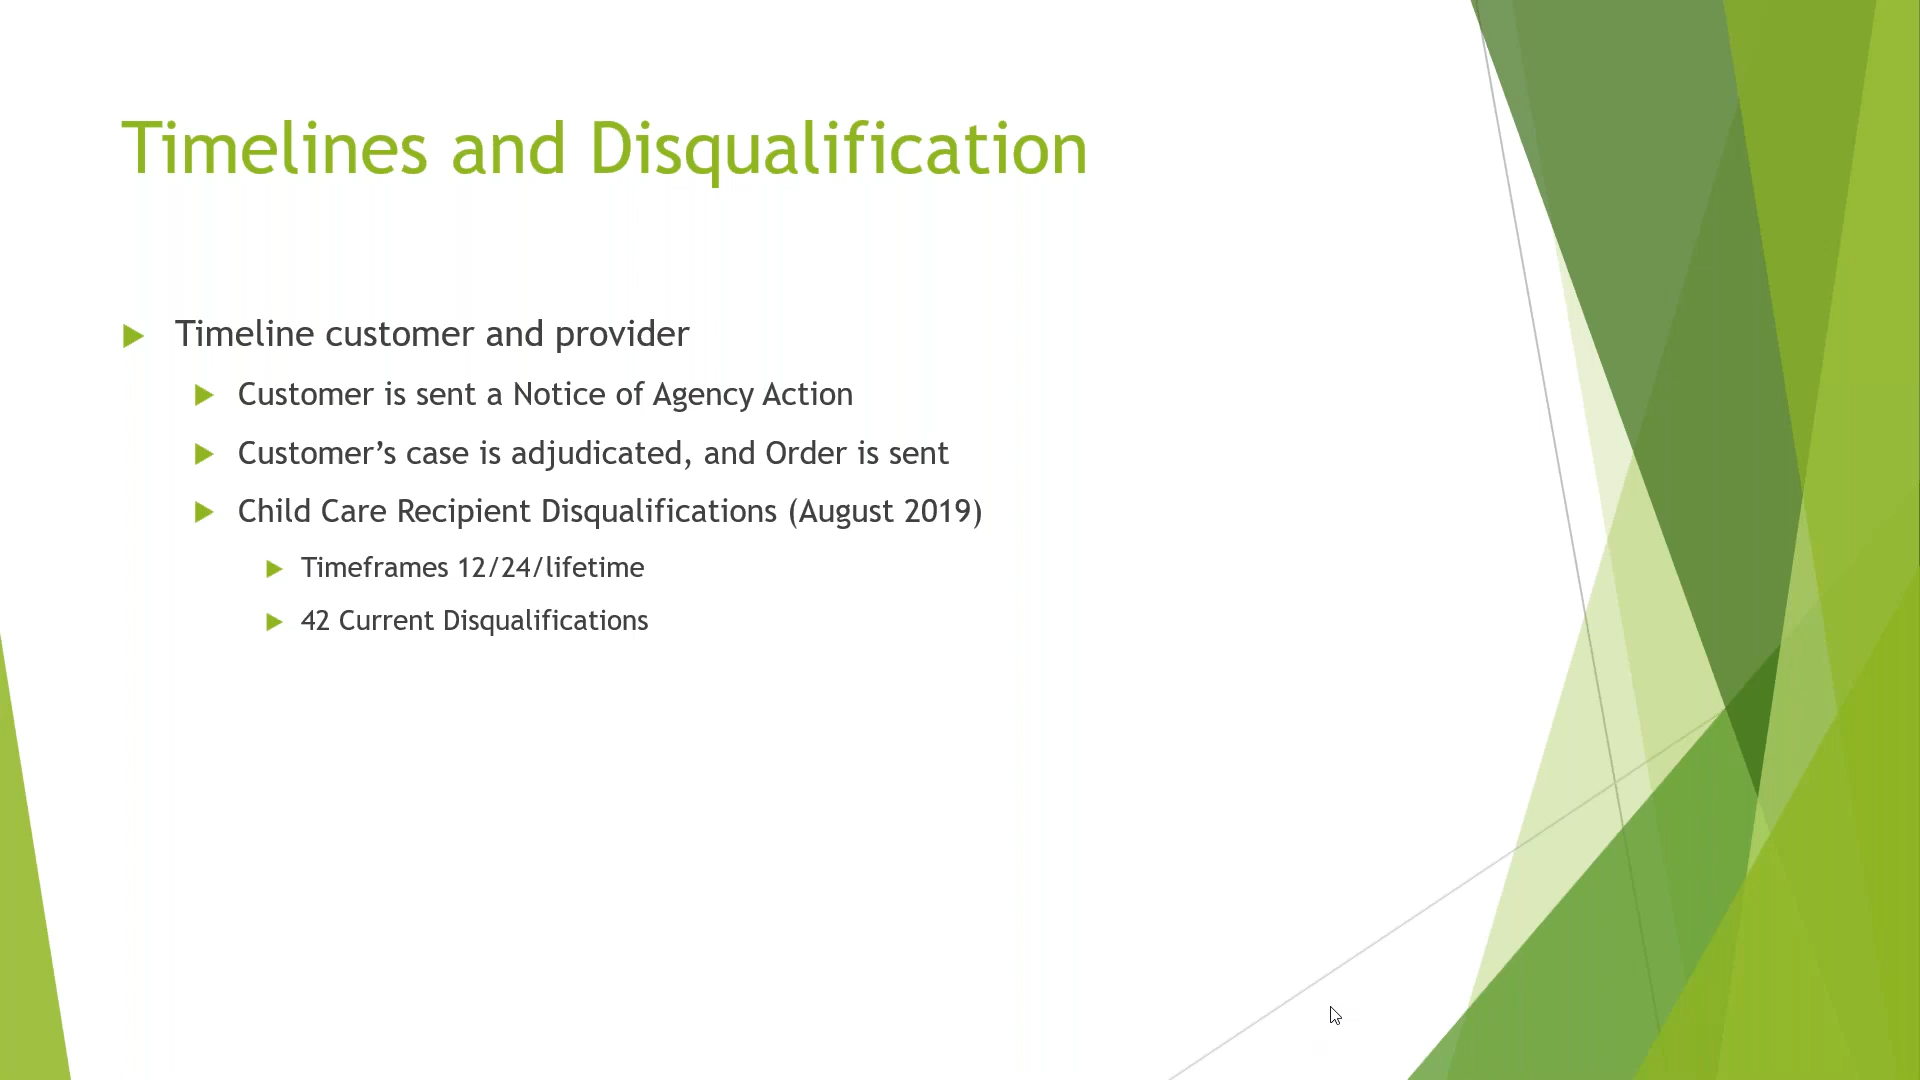 Timelines and Disqualification
Timeline customer and provider
Customer is sent a Notice of Agency Action
Customer’s case is adjudicated, and Order is sent
Child Care Recipient Disqualifications (August 2019)
Timeframes 12/24/lifetime
42 Current Disqualifications